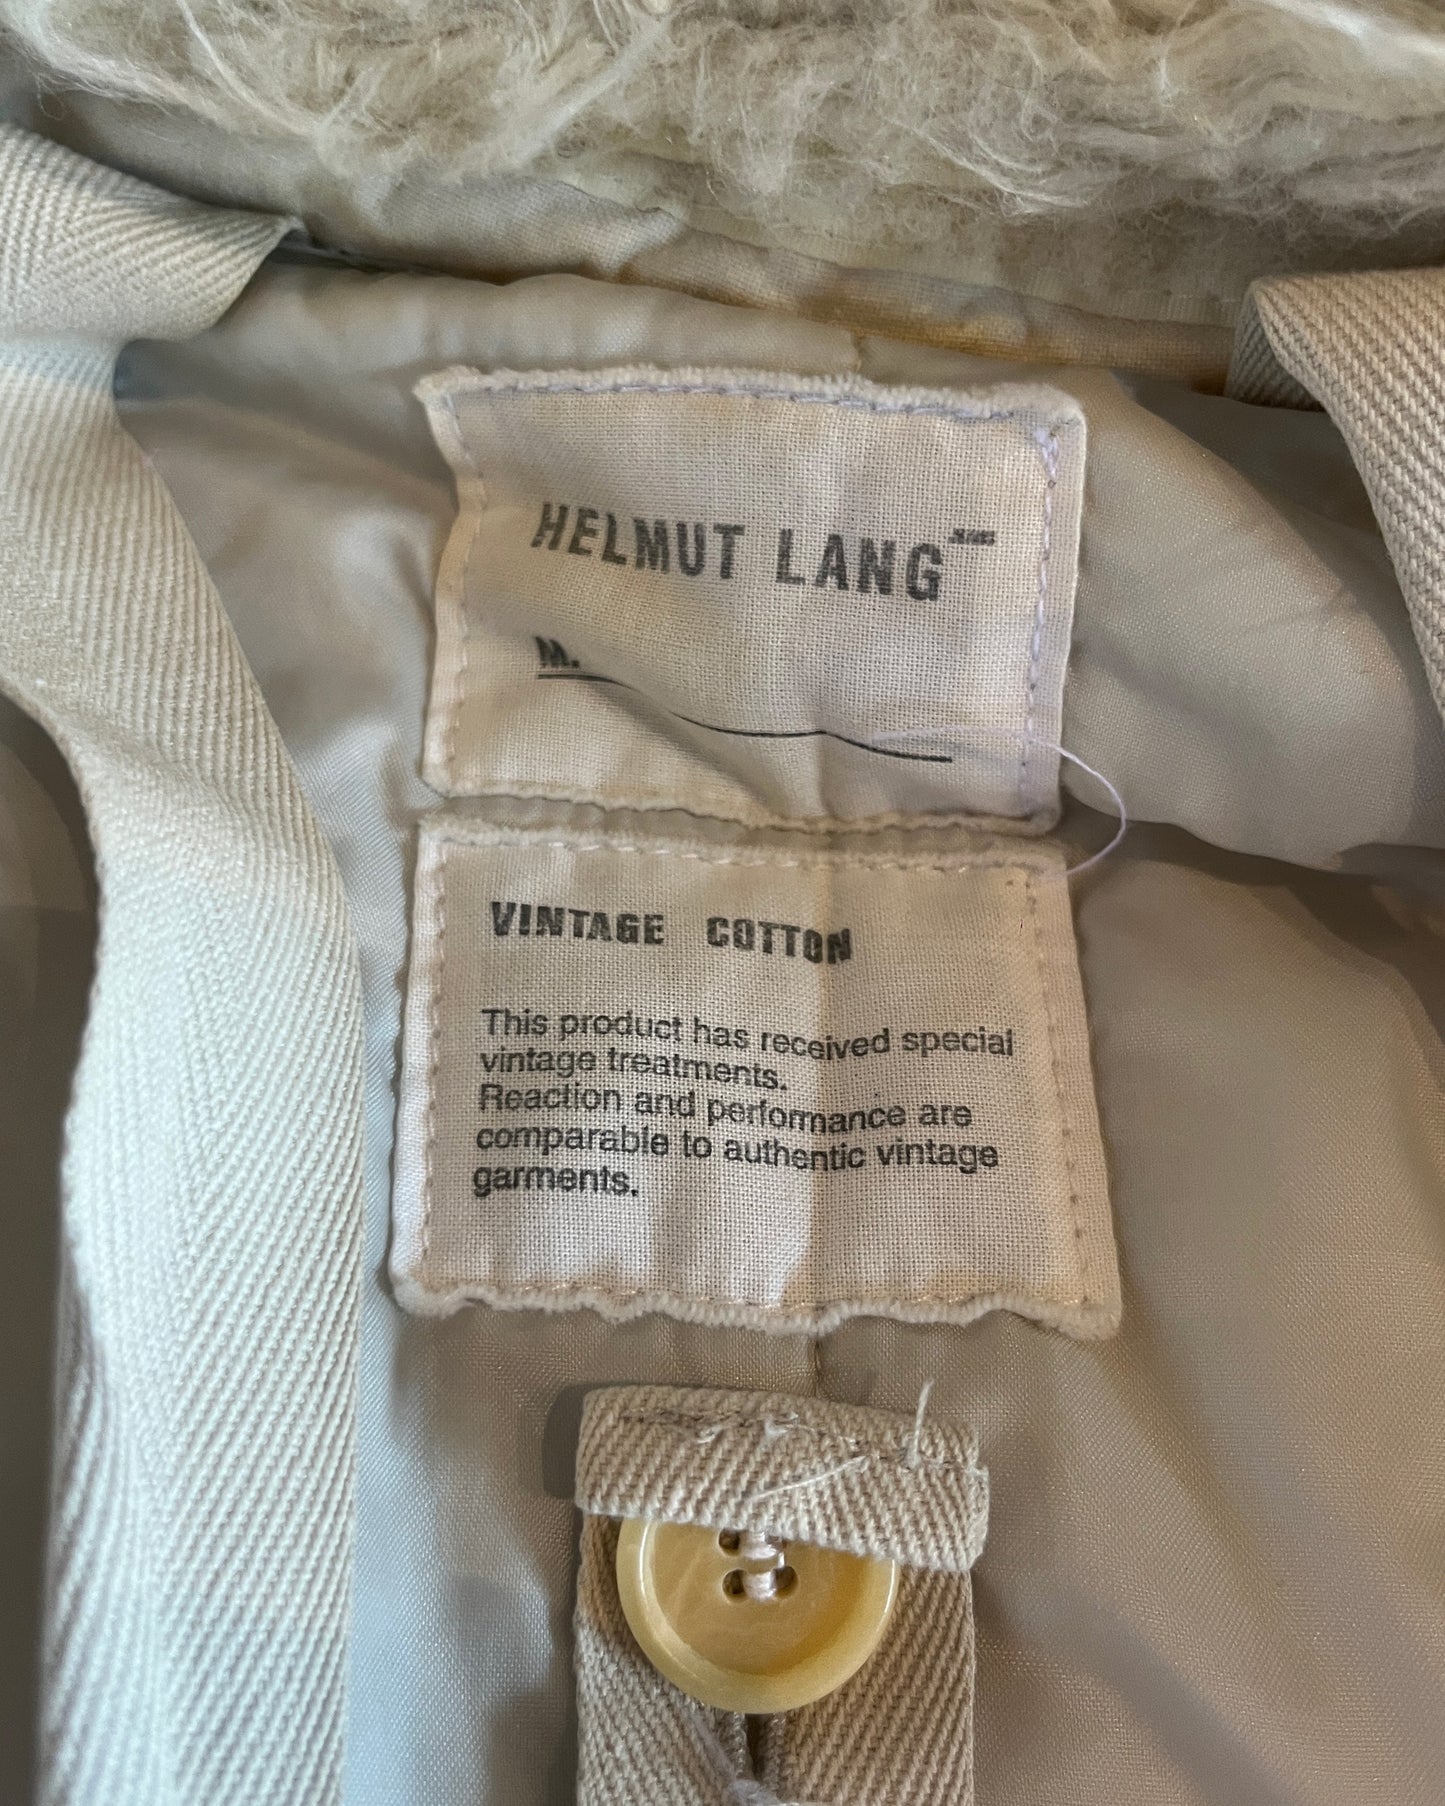 HELMUT LANG
M.
VINTAGE COTTON
This product has received special
vintage treatments.
Reaction and performance are
comparable to authentic vintage
garments.